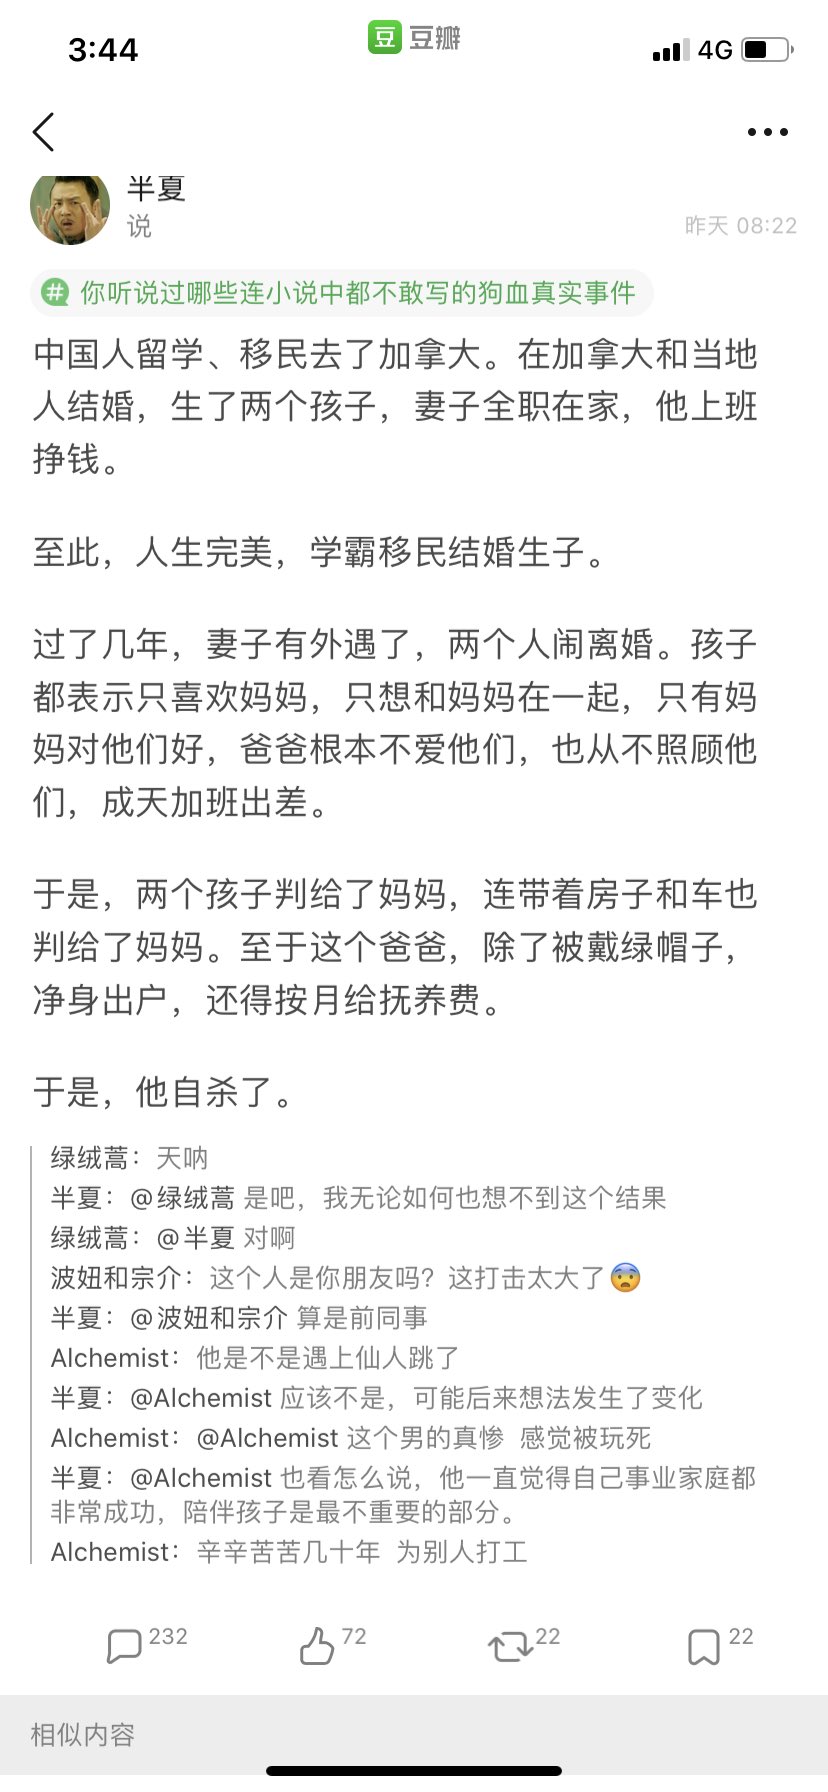 3:44
豆 豆瓣
4G
半夏
说
昨天 08:22
# 你听说过哪些连小说中都不敢写的狗血真实事件
中国人留学、移民去了加拿大。在加拿大和当地
人结婚，生了两个孩子，妻子全职在家，他上班
挣钱。
至此，人生完美，学霸移民结婚生子。
过了几年，妻子有外遇了，两个人闹离婚。孩子
都表示只喜欢妈妈，只想和妈妈在一起，只有妈
妈对他们好，爸爸根本不爱他们，也从不照顾他
们，成天加班出差。
于是，两个孩子判给了妈妈，连带着房子和车也
判给了妈妈。至于这个爸爸，除了被戴绿帽子，
净身出户，还得按月给抚养费。
于是，他自杀了。
绿绒蒿：天呐
半夏：@绿绒蒿 是吧，我无论如何也想不到这个结果
绿绒蒿：@半夏 对啊
波妞和宗介：这个人是你朋友吗？这打击太大了😨
半夏：@波妞和宗介 算是前同事
Alchemist：他是不是遇上仙人跳了
半夏：@Alchemist 应该不是，可能后来想法发生了变化
Alchemist：@Alchemist 这个男的真惨 感觉被玩死
半夏：@Alchemist 也看怎么说，他一直觉得自己事业家庭都
非常成功，陪伴孩子是最不重要的部分。
Alchemist：辛辛苦苦几十年 为别人打工
232
72
22
22
相似内容